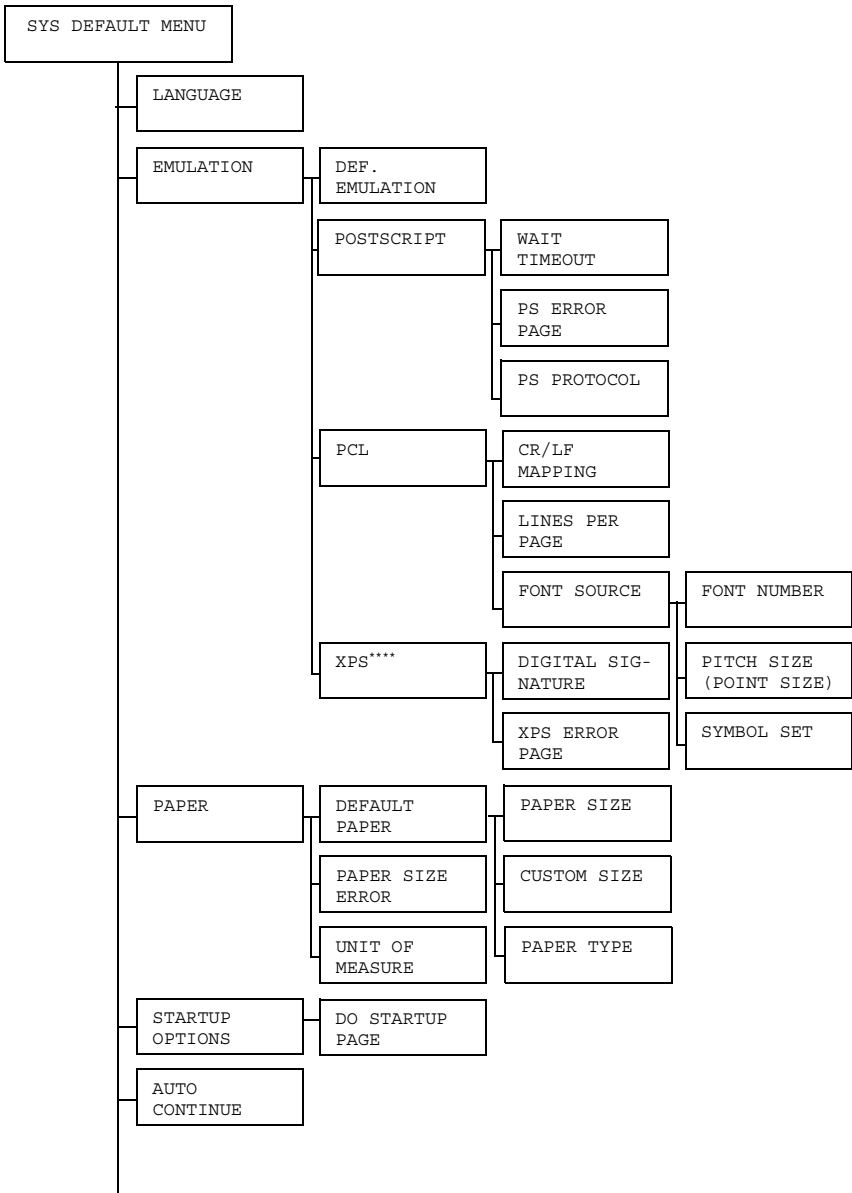 SYS DEFAULT MENU
LANGUAGE
EMULATION
DEF.
EMULATION
POSTSCRIPT
WAIT
TIMEOUT
PS ERROR
PAGE
PS PROTOCOL
PCL
CR/LF
MAPPING
LINES PER
PAGE
FONT SOURCE
FONT NUMBER
PITCH SIZE
(POINT SIZE)
SYMBOL SET
XPS****
DIGITAL SIG-
NATURE
XPS ERROR
PAGE
PAPER
DEFAULT
PAPER
PAPER SIZE
CUSTOM SIZE
PAPER TYPE
PAPER SIZE
ERROR
UNIT OF
MEASURE
STARTUP
OPTIONS
DO STARTUP
PAGE
AUTO
CONTINUE